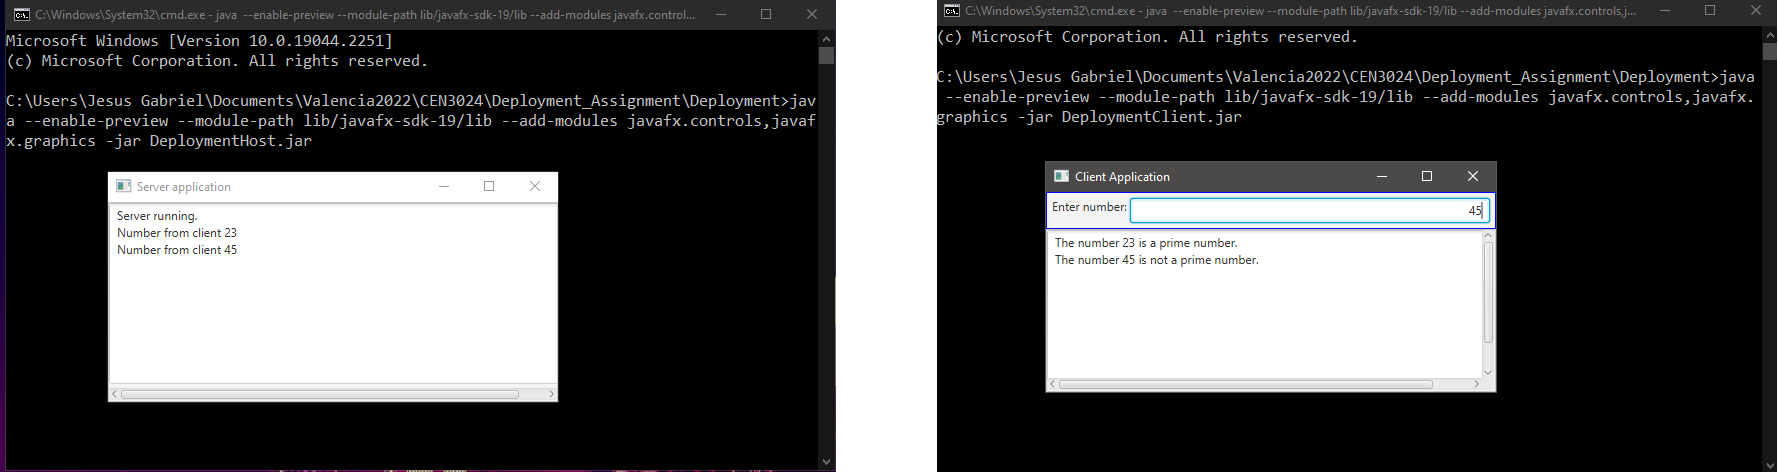 C:\Windows\System32\cmd.exe - java --enable-preview --module-path lib/javafx-sdk-19/lib --add-modules javafx.control...
Microsoft Windows [Version 10.0.19044.2251]
(c) Microsoft Corporation. All rights reserved.
C:\Users\Jesus Gabriel\Documents\Valencia2022\CEN3024\Deployment_Assignment\Deployment>jav
a --enable-preview --module-path lib/javafx-sdk-19/lib --add-modules javafx.controls,javaf
x.graphics -jar DeploymentHost.jar
Server application
Server running.
Number from client 23
Number from client 45
C:\Windows\System32\cmd.exe - java --enable-preview --module-path lib/javafx-sdk-19/lib --add-modules javafx.controls,j...
(c) Microsoft Corporation. All rights reserved.
C:\Users\Jesus Gabriel\Documents\Valencia2022\CEN3024\Deployment_Assignment\Deployment>java
 --enable-preview --module-path lib/javafx-sdk-19/lib --add-modules javafx.controls,javafx.
graphics -jar DeploymentClient.jar
Client Application
Enter number: 45
The number 23 is a prime number.
The number 45 is not a prime number.